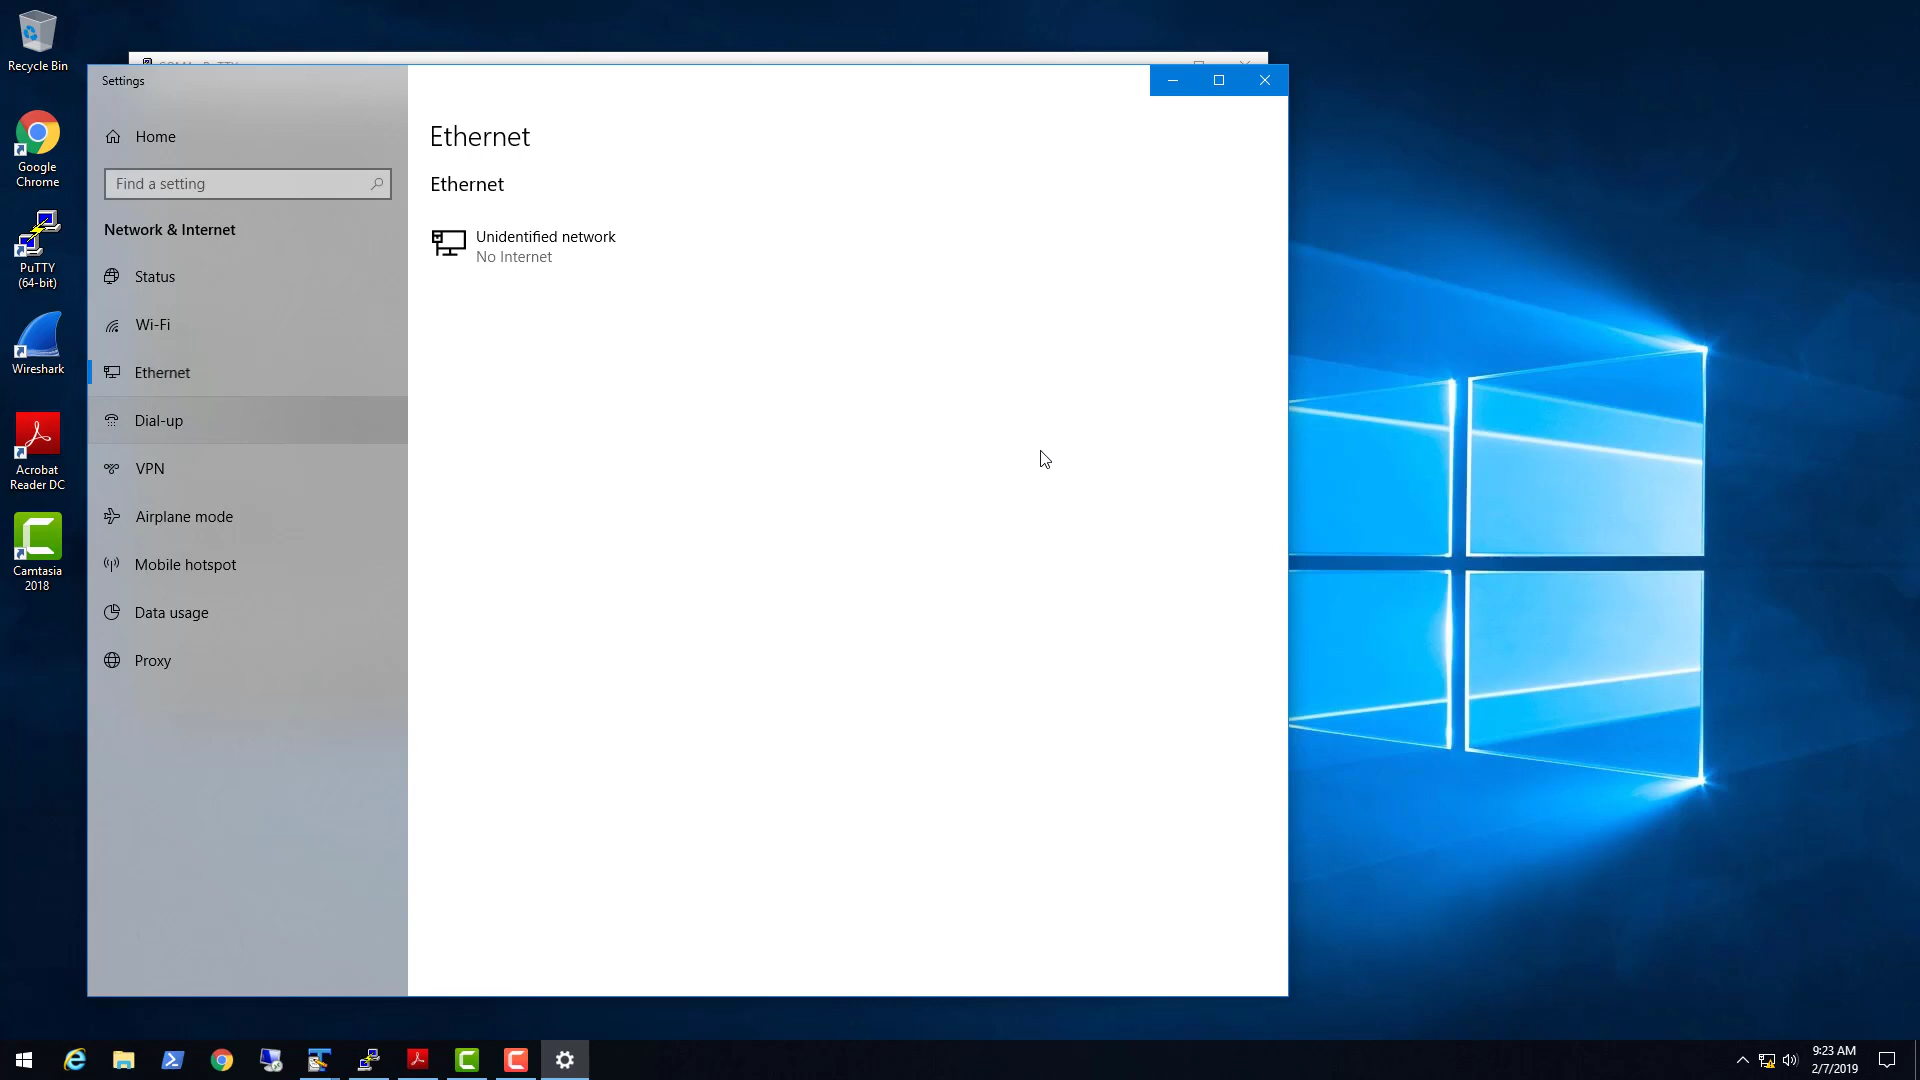 Recycle Bin
Google
Chrome
PuTTY
(64-bit)
Wireshark
Acrobat
Reader DC
Camtasia
2018
Settings
Home
Find a setting
Network & Internet
Status
Wi-Fi
Ethernet
Dial-up
VPN
Airplane mode
Mobile hotspot
Data usage
Proxy
Ethernet
Ethernet
Unidentified network
No Internet
9:23 AM
2/7/2019